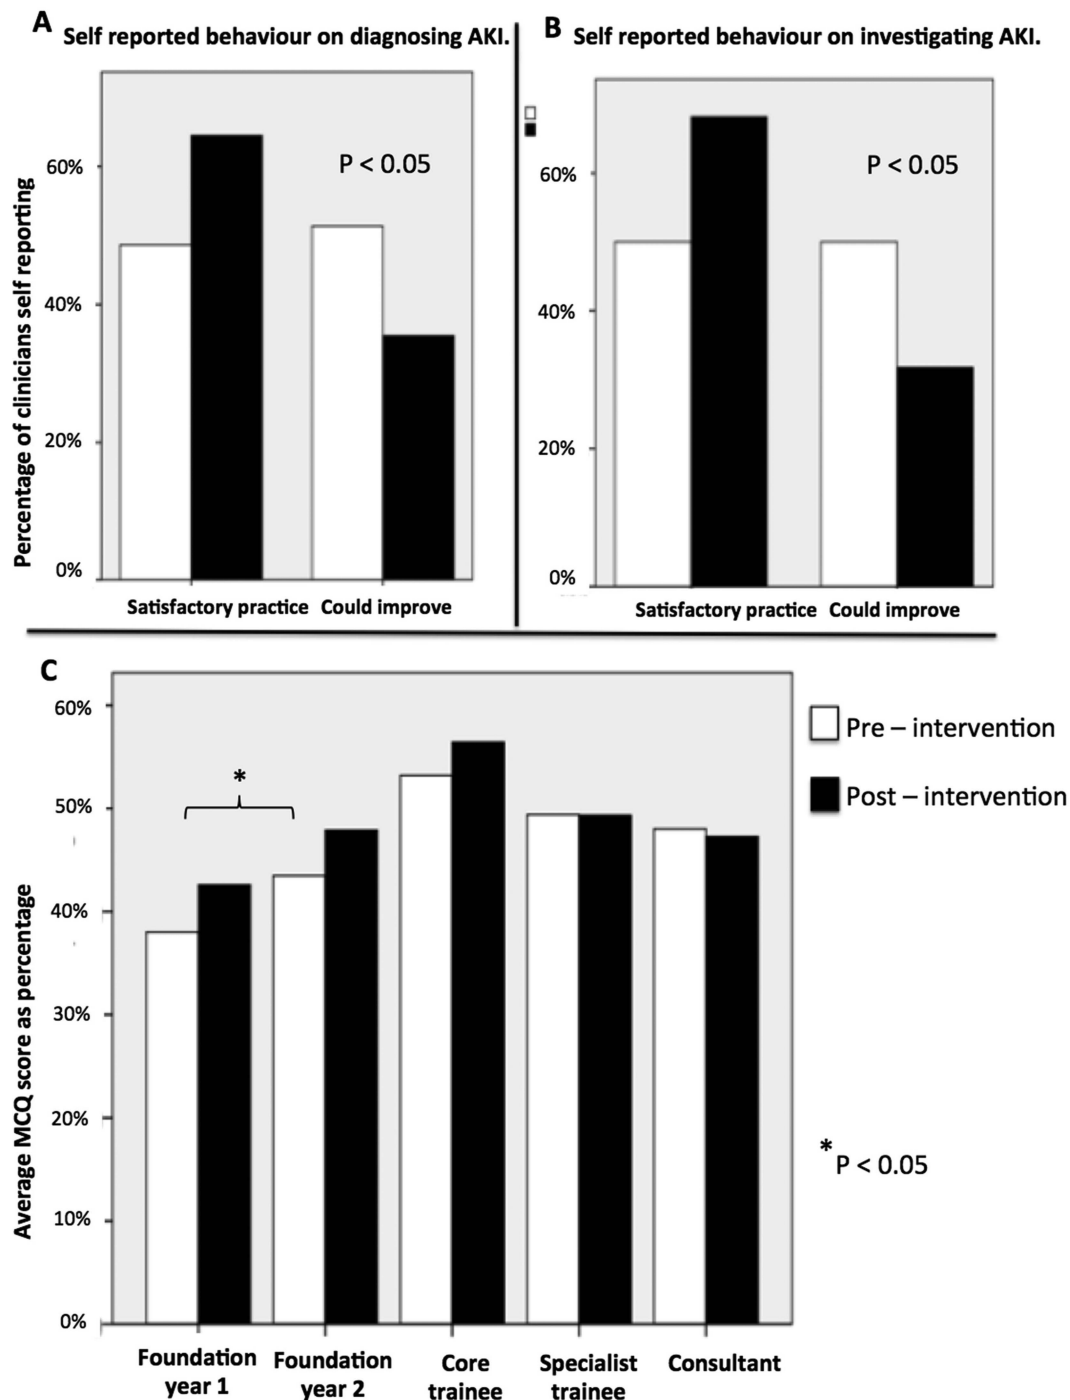 A
Self reported behaviour on diagnosing AKI.
Percentage of clinicians self reporting
60%
40%
20%
0%
P < 0.05
Satisfactory practice Could improve
B
Self reported behaviour on investigating AKI.
60%
40%
20%
0%
P < 0.05
Satisfactory practice Could improve
C
Average MCQ score as percentage
60%
50%
40%
30%
20%
10%
0%
*
Foundation
year 1
Foundation
year 2
Core
trainee
Specialist
trainee
Consultant
Pre – intervention
Post – intervention
*
P < 0.05